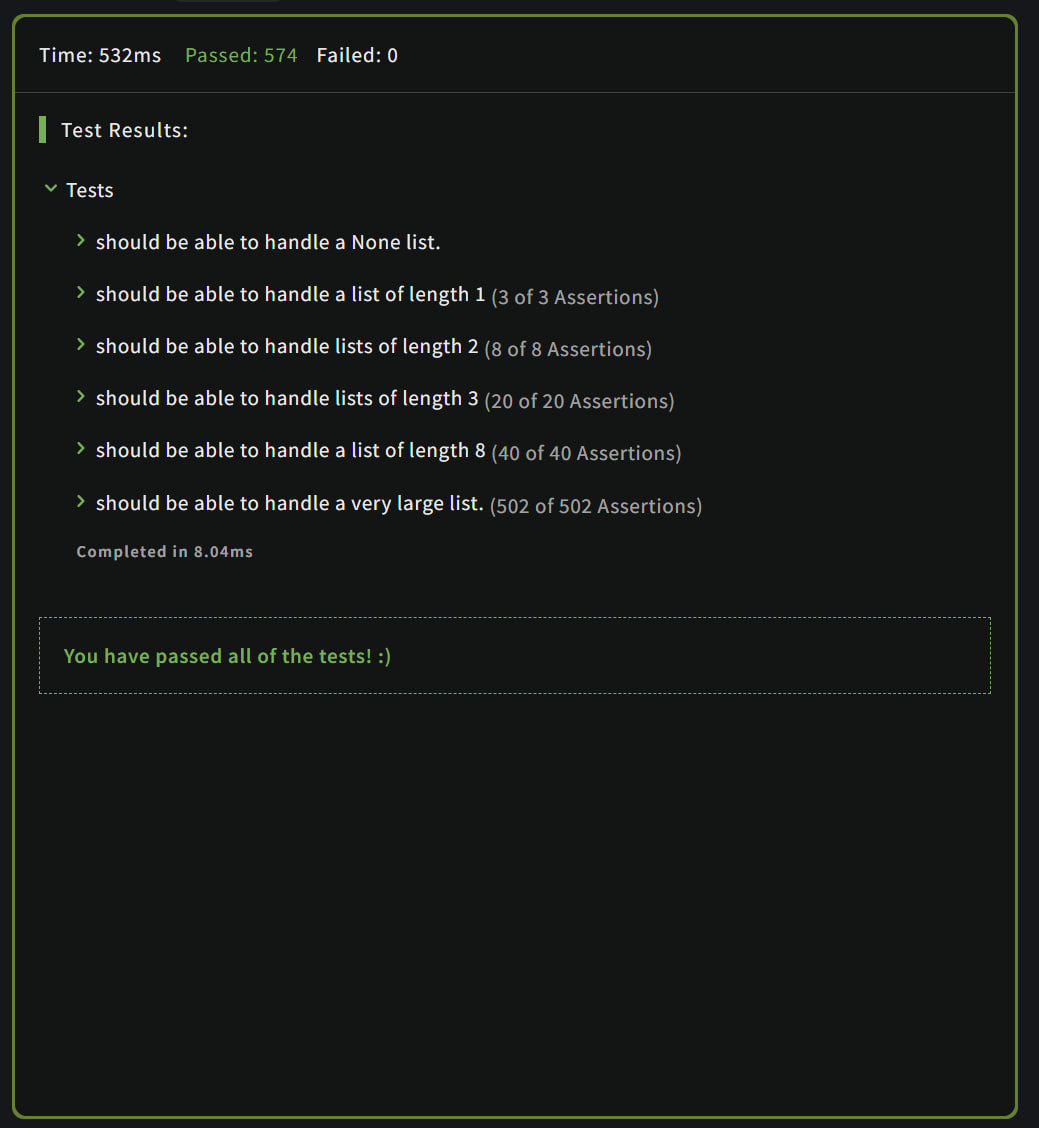 Time: 532ms Passed: 574 Failed: 0
Test Results:
Tests
should be able to handle a None list.
should be able to handle a list of length 1 (3 of 3 Assertions)
should be able to handle lists of length 2 (8 of 8 Assertions)
should be able to handle lists of length 3 (20 of 20 Assertions)
should be able to handle a list of length 8 (40 of 40 Assertions)
should be able to handle a very large list. (502 of 502 Assertions)
Completed in 8.04ms
You have passed all of the tests! :)